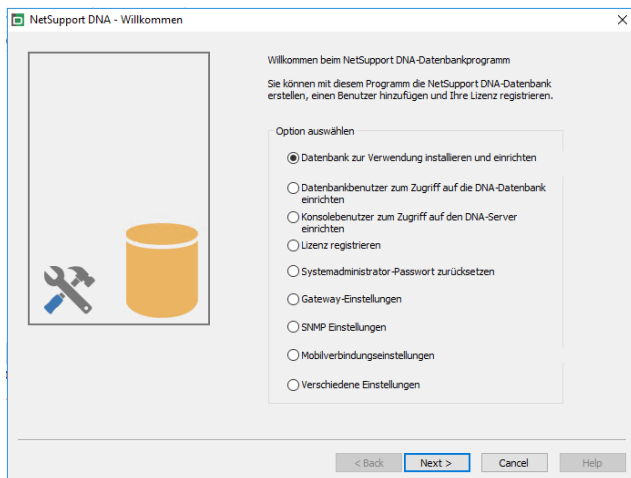 NetSupport DNA - Willkommen
Willkommen beim NetSupport DNA-Datenbankprogramm
Sie können mit diesem Programm die NetSupport DNA-Datenbank
erstellen, einen Benutzer hinzufügen und Ihre Lizenz registrieren.
Option auswählen
Datenbank zur Verwendung installieren und einrichten
Datenbankbenutzer zum Zugriff auf die DNA-Datenbank
einrichten
Konsolebenutzer zum Zugriff auf den DNA-Server
einrichten
Lizenz registrieren
Systemadministrator-Passwort zurücksetzen
Gateway-Einstellungen
SNMP Einstellungen
Mobilverbindungseinstellungen
Verschiedene Einstellungen
< Back
Next >
Cancel
Help